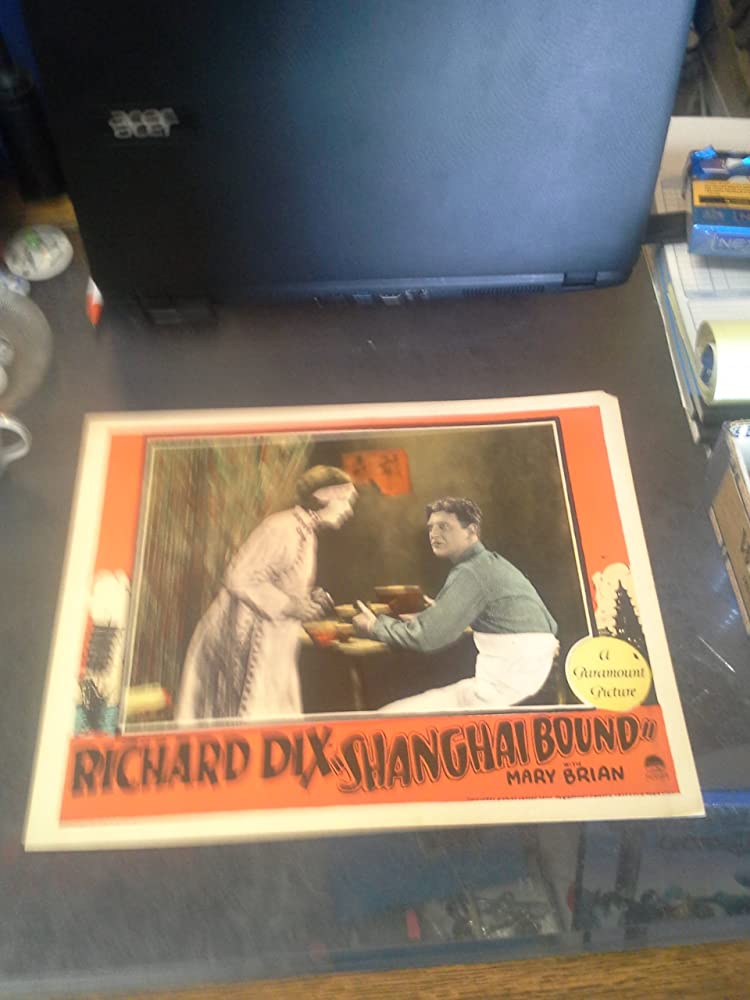 acer
a
Paramount
Picture
RICHARD DIX "SHANGHAI BOUND"
WITH
MARY BRIAN